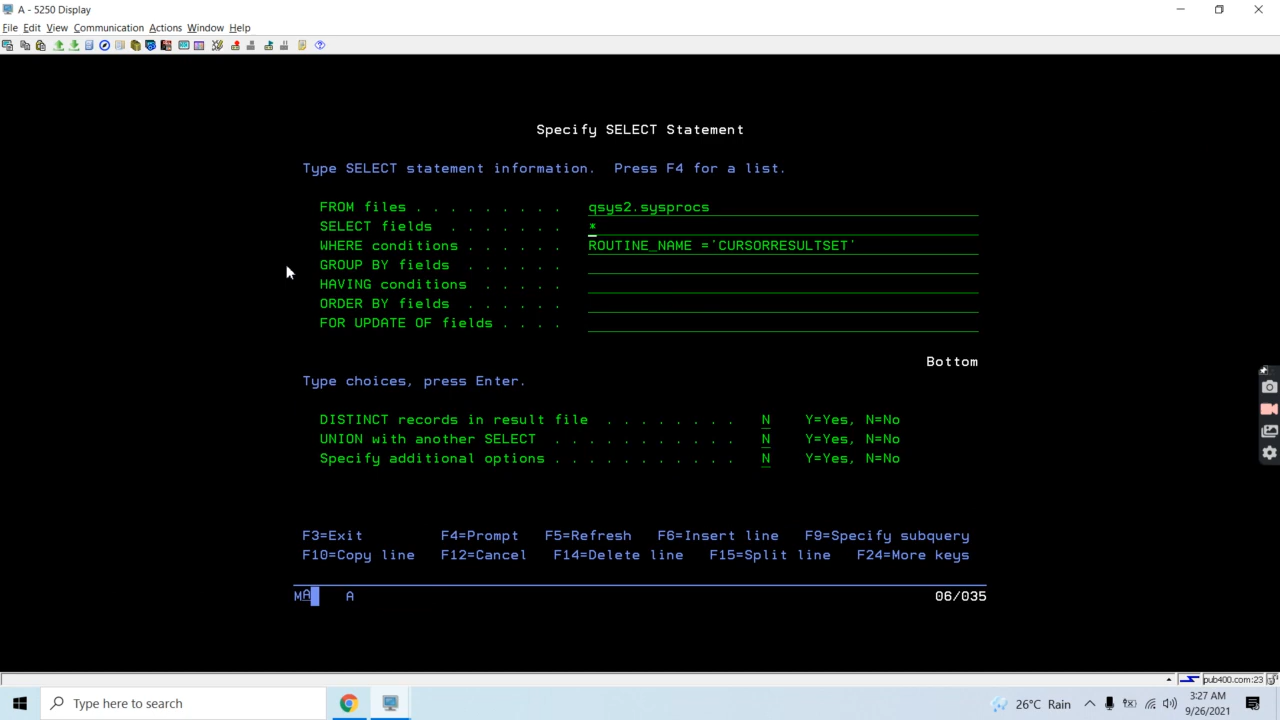 A - 5250 Display
File Edit View Communication Actions Window Help
Specify SELECT Statement
Type SELECT statement information. Press F4 for a list.
FROM files . . . . . . . . . qsys2.sysprocs
SELECT fields . . . . . . . *
WHERE conditions . . . . . . ROUTINE_NAME ='CURSORRESULTSET'
GROUP BY fields . . . . . .
HAVING conditions . . . . .
ORDER BY fields . . . . . .
FOR UPDATE OF fields . . . .
Bottom
Type choices, press Enter.
DISTINCT records in result file . . . . . . . . N Y=Yes, N=No
UNION with another SELECT . . . . . . . . . . . N Y=Yes, N=No
Specify additional options . . . . . . . . . . . N Y=Yes, N=No
F3=Exit F4=Prompt F5=Refresh F6=Insert line F9=Specify subquery
F10=Copy line F12=Cancel F14=Delete line F15=Split line F24=More keys
MA A 06/035
pub400.com:23
Type here to search 26°C Rain 3:27 AM
9/26/2021